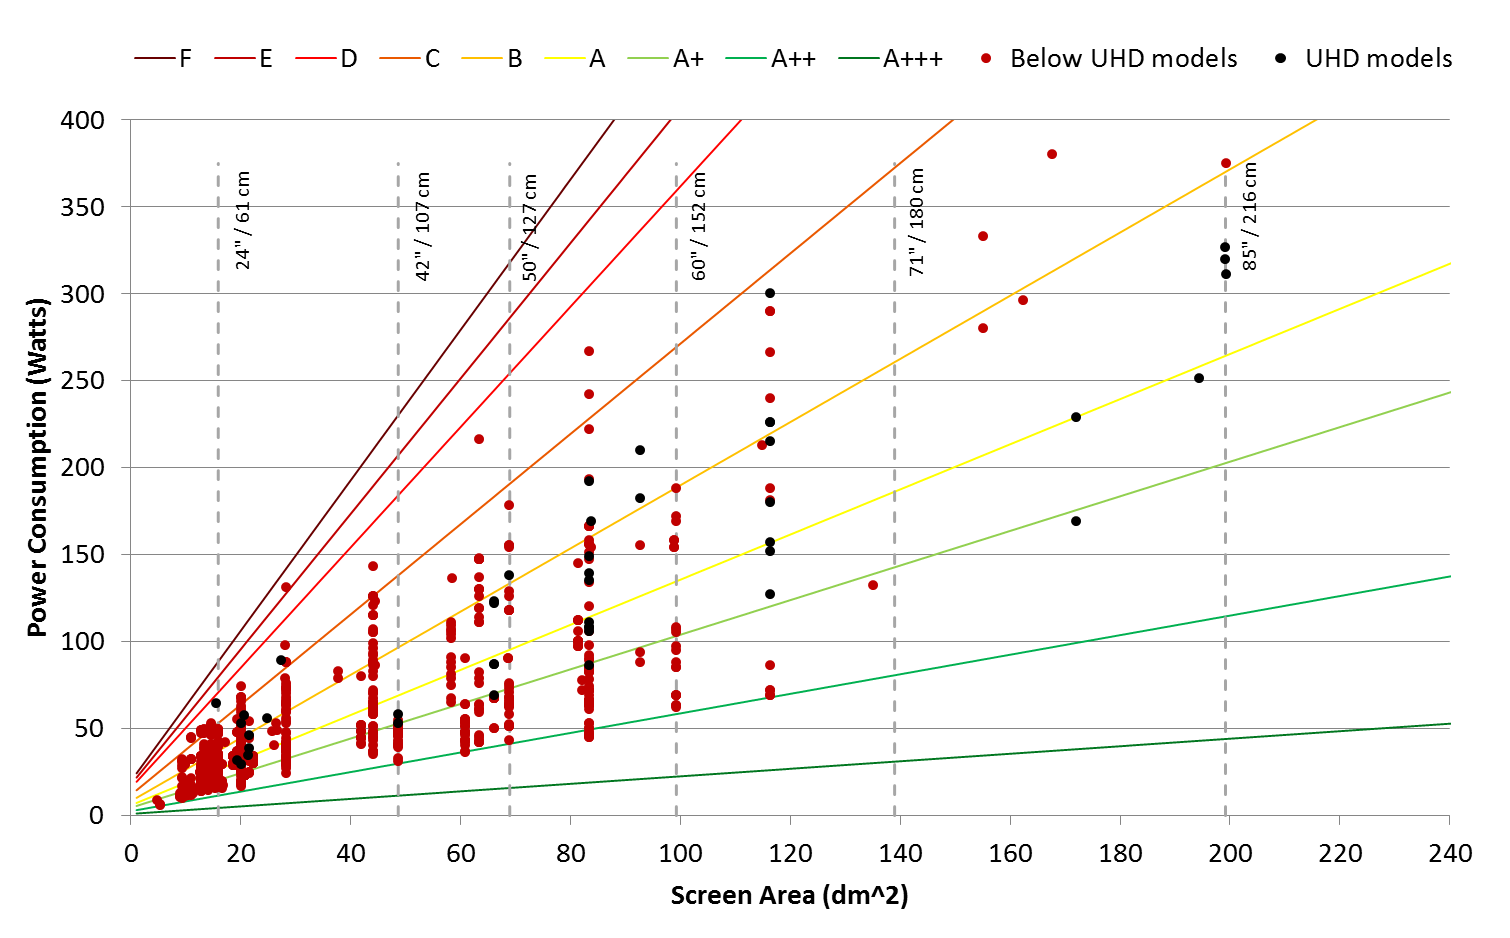 F E D C B A A+ A++ A+++ Below UHD models UHD models
400
350
300
250
200
150
100
50
0
Power Consumption (Watts)
24" / 61 cm
42" / 107 cm
50" / 127 cm
60" / 152 cm
71" / 180 cm
85" / 216 cm
0 20 40 60 80 100 120 140 160 180 200 220 240
Screen Area (dm^2)